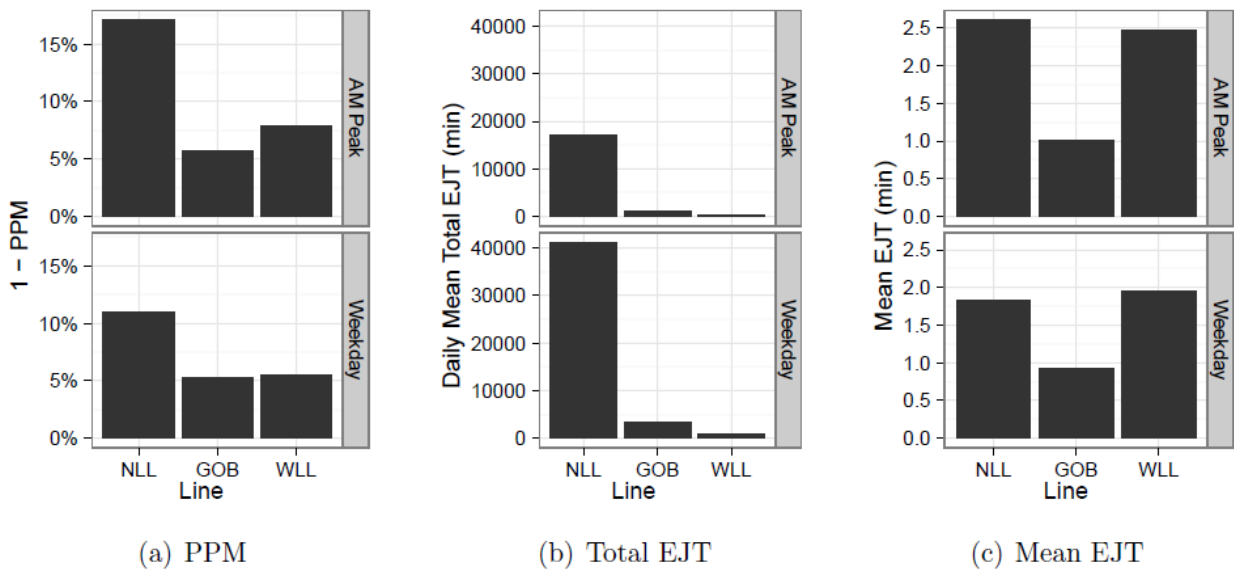 1 − PPM
15%
10%
5%
0%
AM Peak
15%
10%
5%
0%
Weekday
NLL GOB WLL
Line
(a) PPM
Daily Mean Total EJT (min)
40000
30000
20000
10000
0
AM Peak
40000
30000
20000
10000
0
Weekday
NLL GOB WLL
Line
(b) Total EJT
Mean EJT (min)
2.5
2.0
1.5
1.0
0.5
0.0
AM Peak
2.5
2.0
1.5
1.0
0.5
0.0
Weekday
NLL GOB WLL
Line
(c) Mean EJT